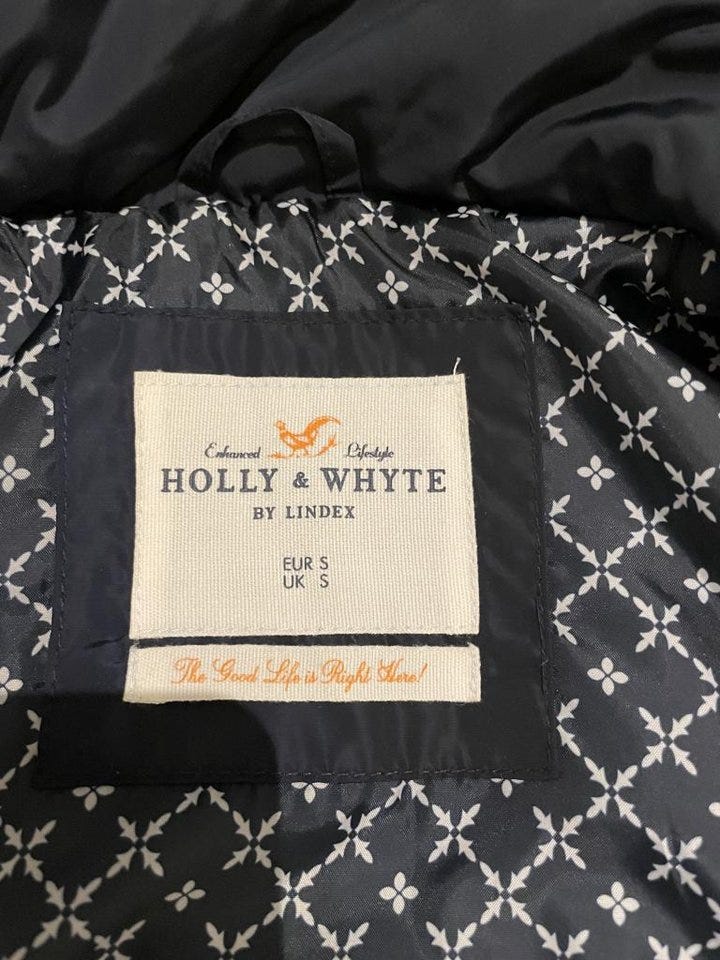 Enhanced Lifestyle
HOLLY & WHYTE
BY LINDEX
EUR S
UK S
The Good Life is Right Here!